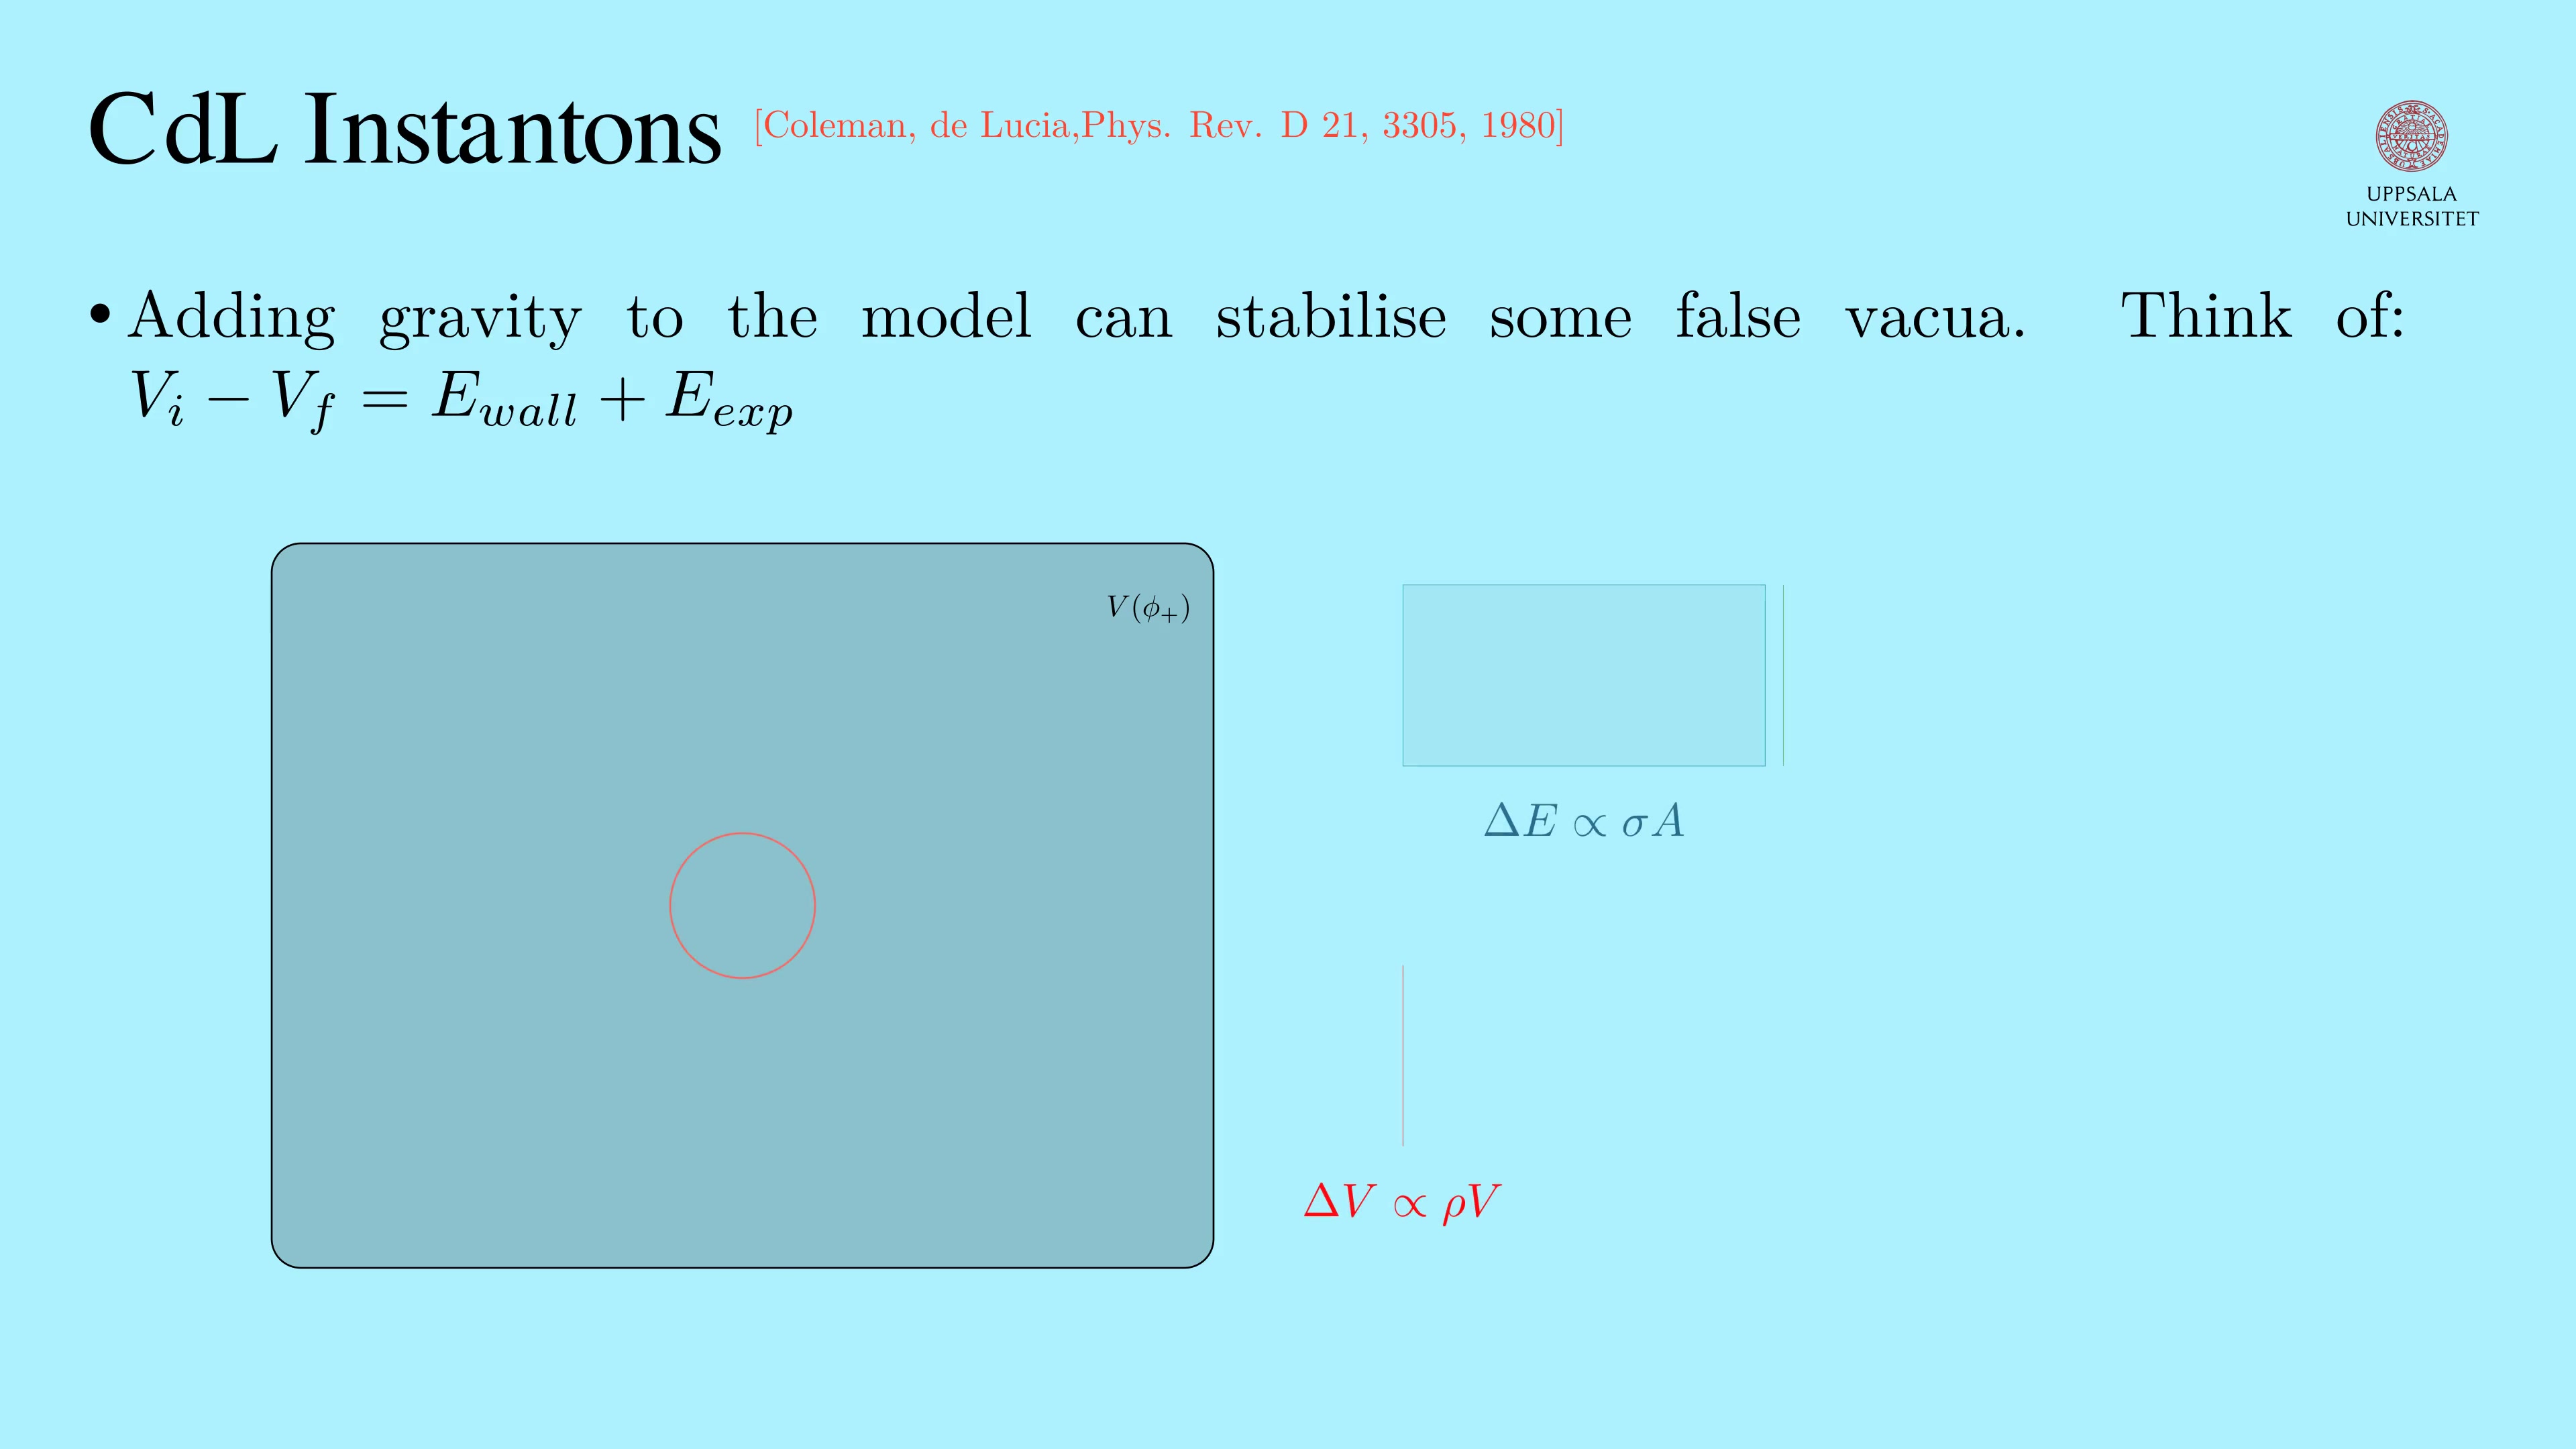 CdL Instantons [Coleman, de Lucia,Phys. Rev. D 21, 3305, 1980]
UPPSALA
UNIVERSITET
• Adding gravity to the model can stabilise some false vacua. Think of:
$V_i - V_f = E_{wall} + E_{exp}$
$V(\phi_+)$
$\Delta E \propto \sigma A$
$\Delta V \propto \rho V$